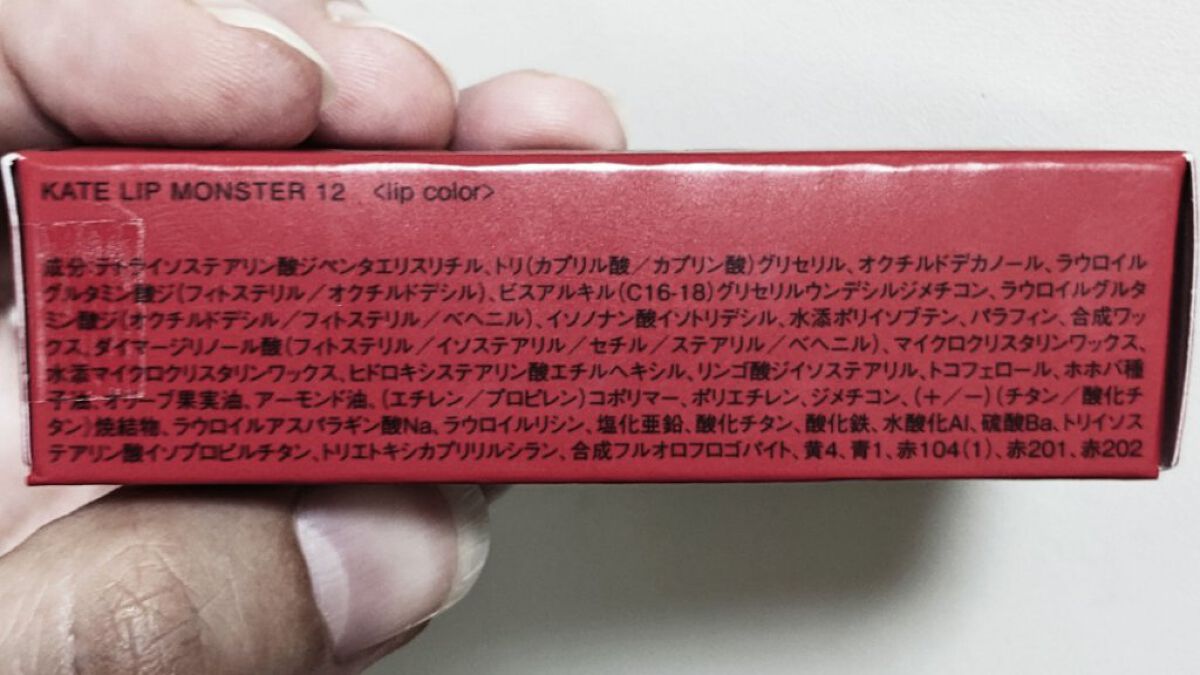 KATE LIP MONSTER 12 <lip color>
成分:テトライソステアリン酸ジペンタエリスリチル、トリ(カプリル酸/カプリン酸)グリセリル、オクチルドデカノール、ラウロイル
グルタミン酸ジ(フィトステリル/オクチルドデシル)、ビスアルキル(C16-18)グリセリルウンデシルジメチコン、ラウロイルグルタ
ミン酸ジ(オクチルドデシル/フィトステリル/ベヘニル)、イソノナン酸イソトリデシル、水添ポリイソブテン、パラフィン、合成ワッ
クス、ダイマージリノール酸(フィトステリル/イソステアリル/セチル/ステアリル/ベヘニル)、マイクロクリスタリンワックス、
水添マイクロクリスタリンワックス、ヒドロキシステアリン酸エチルヘキシル、リンゴ酸ジイソステアリル、トコフェロール、ホホバ種
子油、オリーブ果実油、アーモンド油、(エチレン/プロピレン)コポリマー、ポリエチレン、ジメチコン、(+/−)(チタン/酸化チ
タン)焼結物、ラウロイルアスパラギン酸Na、ラウロイルリシン、塩化亜鉛、酸化チタン、酸化鉄、水酸化Al、硫酸Ba、トリイソス
テアリン酸イソプロピルチタン、トリエトキシカプリリルシラン、合成フルオロフロゴパイト、黄4、青1、赤104(1)、赤201、赤202